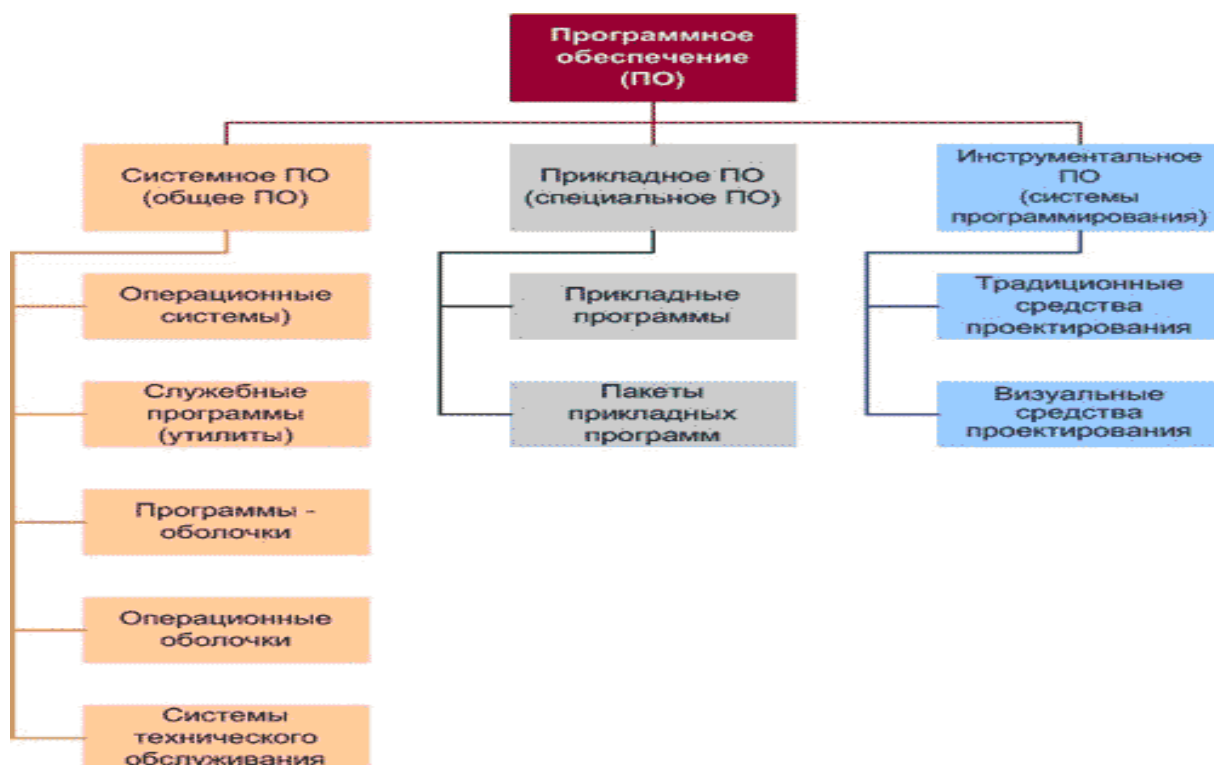 Программное
обеспечение
(ПО)
Системное ПО
(общее ПО)
Прикладное ПО
(специальное ПО)
Инструментальное
ПО
(системы
программирования)
Операционные
системы)
Прикладные
программы
Традиционные
средства
проектирования
Служебные
программы
(утилиты)
Пакеты
прикладных
программ
Визуальные
средства
проектирования
Программы -
оболочки
Операционные
оболочки
Системы
технического
обслуживания